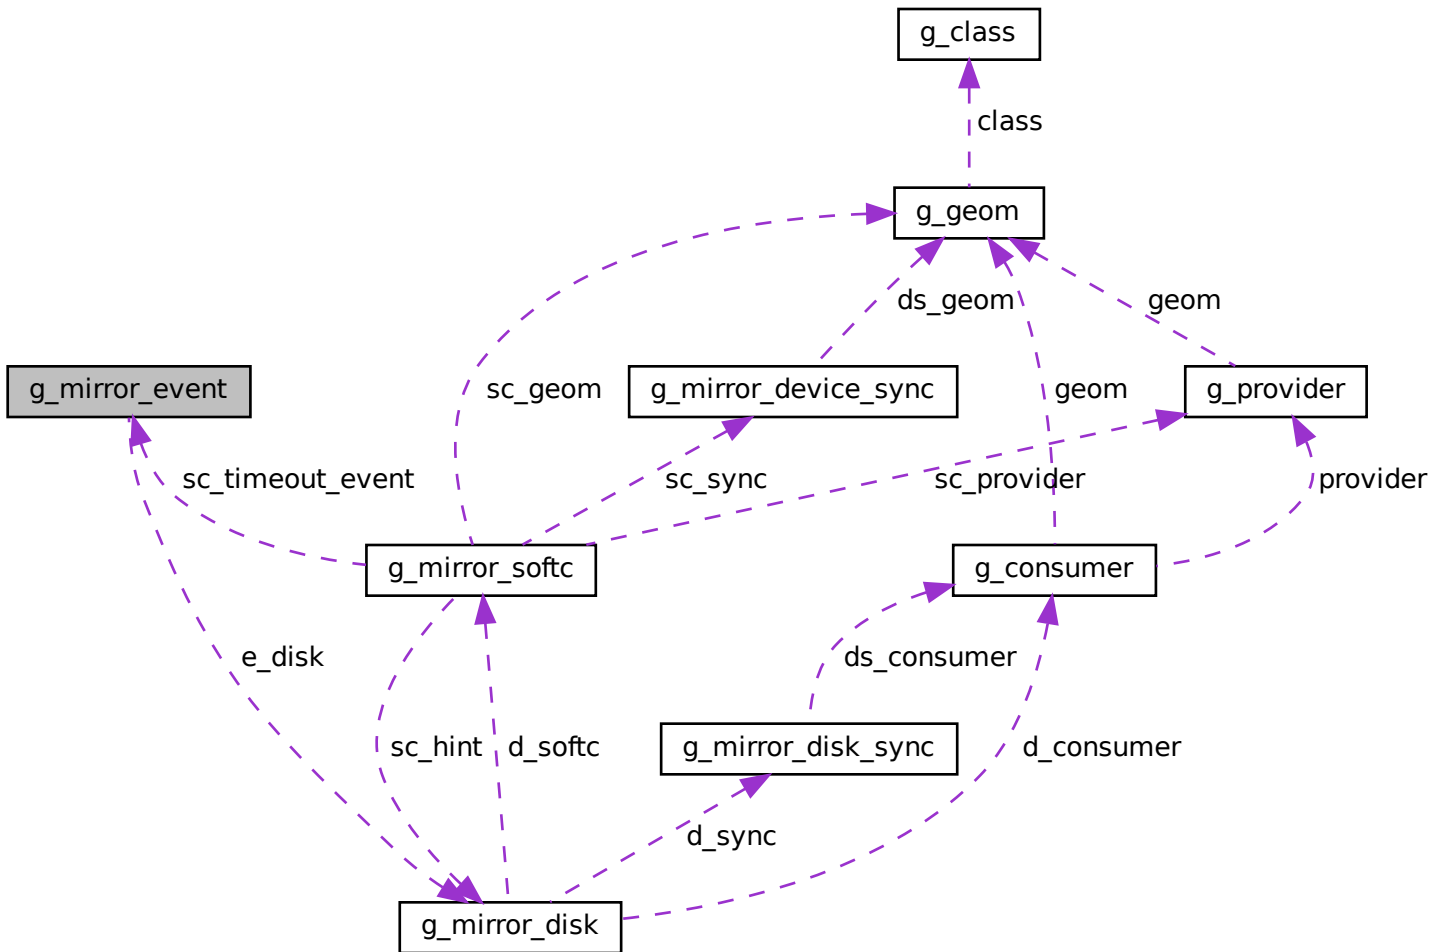 g_class
class
g_geom
ds_geom
geom
g_mirror_event
sc_geom
g_mirror_device_sync
geom
g_provider
sc_timeout_event
sc_sync
sc_provider
provider
g_mirror_softc
g_consumer
e_disk
ds_consumer
sc_hint
d_softc
g_mirror_disk_sync
d_consumer
d_sync
g_mirror_disk